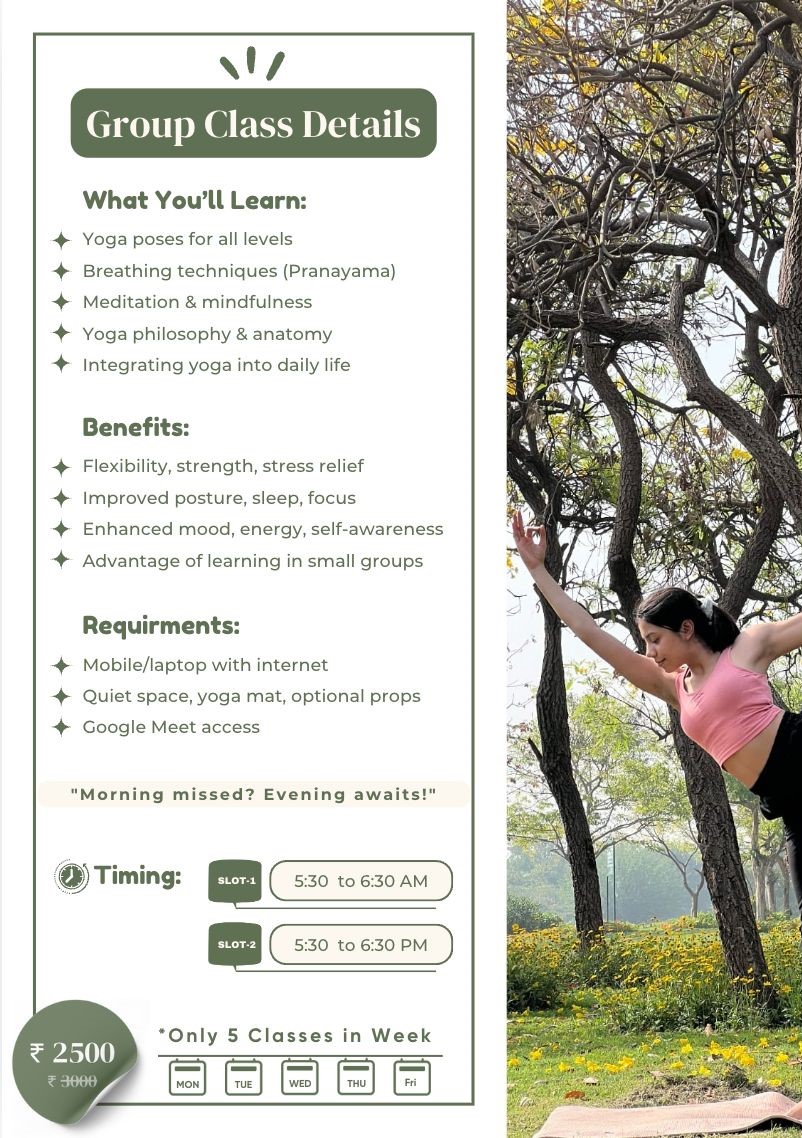 Group Class Details
What You'll Learn:
Yoga poses for all levels
Breathing techniques (Pranayama)
Meditation & mindfulness
Yoga philosophy & anatomy
Integrating yoga into daily life
Benefits:
Flexibility, strength, stress relief
Improved posture, sleep, focus
Enhanced mood, energy, self-awareness
Advantage of learning in small groups
Requirments:
Mobile/laptop with internet
Quiet space, yoga mat, optional props
Google Meet access
"Morning missed? Evening awaits!"
Timing:
SLOT-1 5:30 to 6:30 AM
SLOT-2 5:30 to 6:30 PM
₹ 2500
₹ 3000
*Only 5 Classes in Week
MON TUE WED THU Fri